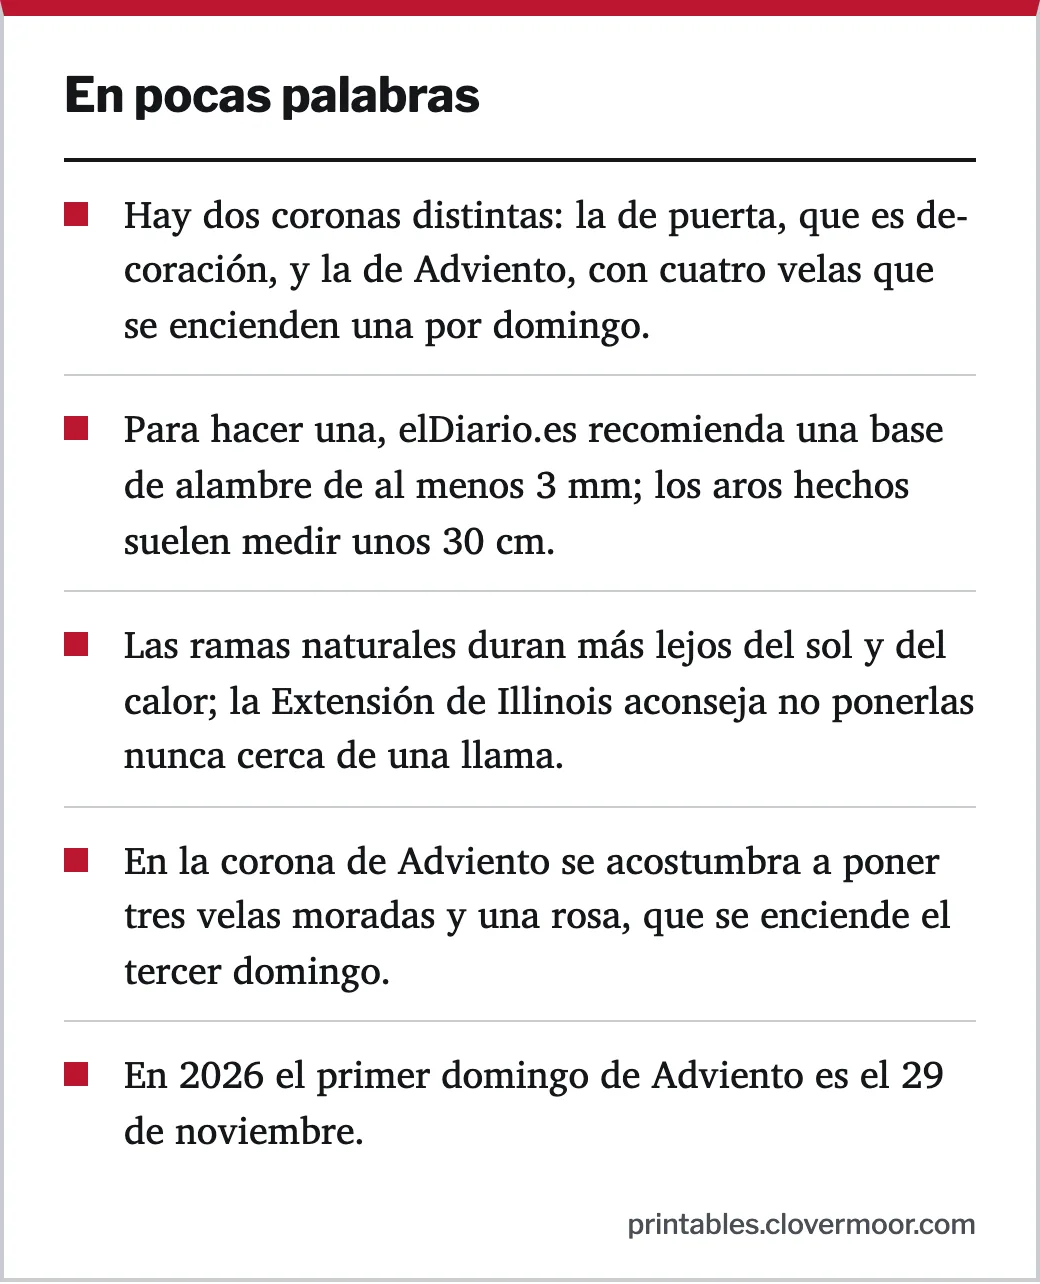 En pocas palabras
Hay dos coronas distintas: la de puerta, que es de-
coración, y la de Adviento, con cuatro velas que
se encienden una por domingo.
Para hacer una, elDiario.es recomienda una base
de alambre de al menos 3 mm; los aros hechos
suelen medir unos 30 cm.
Las ramas naturales duran más lejos del sol y del
calor; la Extensión de Illinois aconseja no ponerlas
nunca cerca de una llama.
En la corona de Adviento se acostumbra a poner
tres velas moradas y una rosa, que se enciende el
tercer domingo.
En 2026 el primer domingo de Adviento es el 29
de noviembre.
printables.clovermoor.com